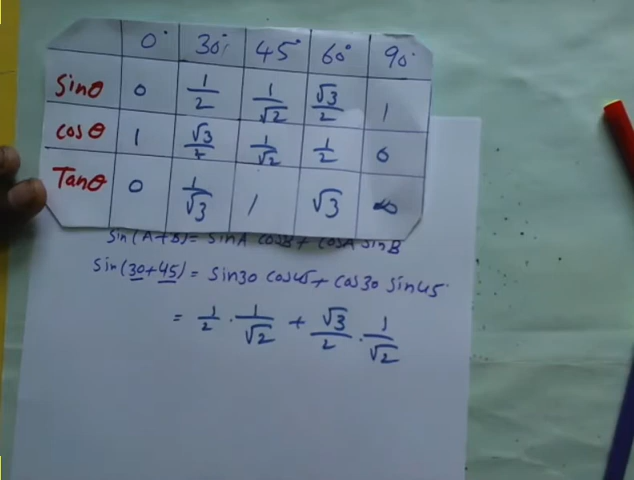 0° 30° 45° 60° 90°
Sinθ 0 1/2 1/√2 √3/2 1
cosθ 1 √3/2 1/√2 1/2 0
Tanθ 0 1/√3 1 √3 ∞
Sin(A+B)= SinA cosB + cosA sinB
Sin(30+45) = Sin30 cos45 + cos30 sin45
= 1/2 . 1/√2 + √3/2 . 1/√2